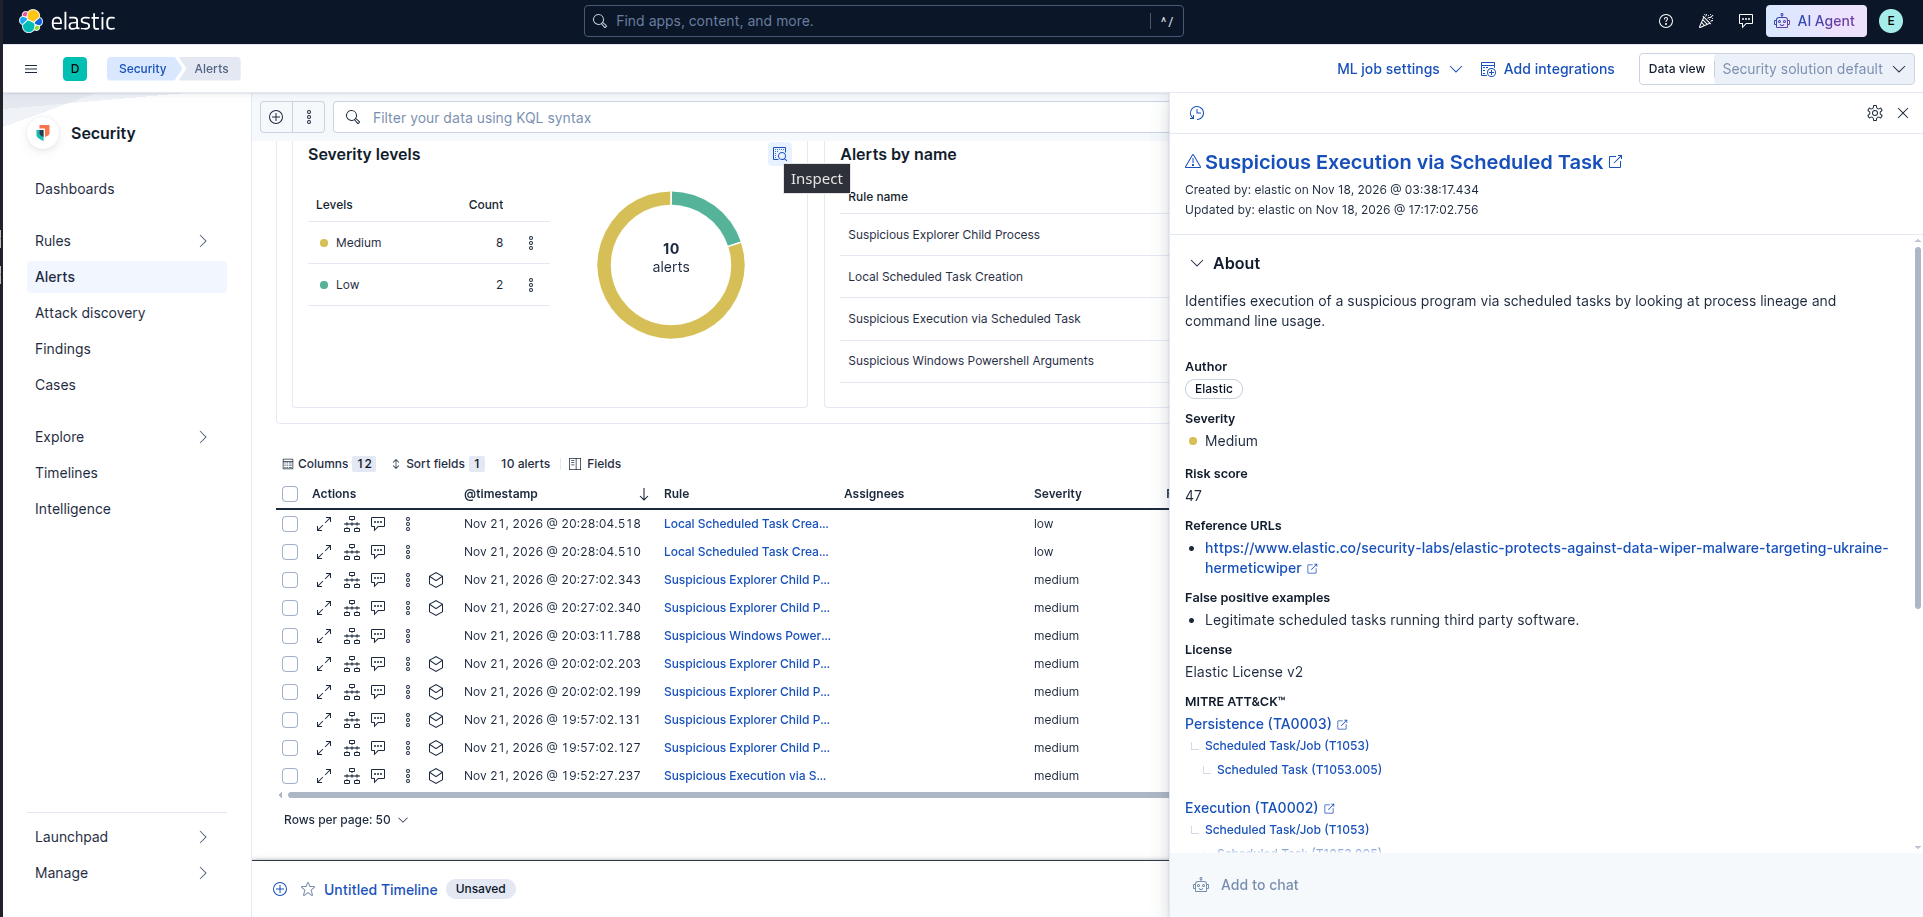 elastic
Find apps, content, and more.
^ /
AI Agent
E
D
Security
Alerts
ML job settings
Add integrations
Data view
Security solution default
Security
Dashboards
Rules
Alerts
Attack discovery
Findings
Cases
Explore
Timelines
Intelligence
Launchpad
Manage
Filter your data using KQL syntax
Severity levels
Inspect
Levels Count
Medium 8
Low 2
10
alerts
Alerts by name
Rule name
Suspicious Explorer Child Process
Local Scheduled Task Creation
Suspicious Execution via Scheduled Task
Suspicious Windows Powershell Arguments
Columns 12 Sort fields 1 10 alerts Fields
Actions @timestamp Rule Assignees Severity
Nov 21, 2026 @ 20:28:04.518 Local Scheduled Task Crea... low
Nov 21, 2026 @ 20:28:04.510 Local Scheduled Task Crea... low
Nov 21, 2026 @ 20:27:02.343 Suspicious Explorer Child P... medium
Nov 21, 2026 @ 20:27:02.340 Suspicious Explorer Child P... medium
Nov 21, 2026 @ 20:03:11.788 Suspicious Windows Power... medium
Nov 21, 2026 @ 20:02:02.203 Suspicious Explorer Child P... medium
Nov 21, 2026 @ 20:02:02.199 Suspicious Explorer Child P... medium
Nov 21, 2026 @ 19:57:02.131 Suspicious Explorer Child P... medium
Nov 21, 2026 @ 19:57:02.127 Suspicious Explorer Child P... medium
Nov 21, 2026 @ 19:52:27.237 Suspicious Execution via S... medium
Rows per page: 50
Untitled Timeline Unsaved
Suspicious Execution via Scheduled Task
Created by: elastic on Nov 18, 2026 @ 03:38:17.434
Updated by: elastic on Nov 18, 2026 @ 17:17:02.756
About
Identifies execution of a suspicious program via scheduled tasks by looking at process lineage and
command line usage.
Author
Elastic
Severity
Medium
Risk score
47
Reference URLs
• https://www.elastic.co/security-labs/elastic-protects-against-data-wiper-malware-targeting-ukraine-
hermeticwiper
False positive examples
• Legitimate scheduled tasks running third party software.
License
Elastic License v2
MITRE ATT&CK™
Persistence (TA0003)
Scheduled Task/Job (T1053)
Scheduled Task (T1053.005)
Execution (TA0002)
Scheduled Task/Job (T1053)
Scheduled Task (T1053.005)
Add to chat